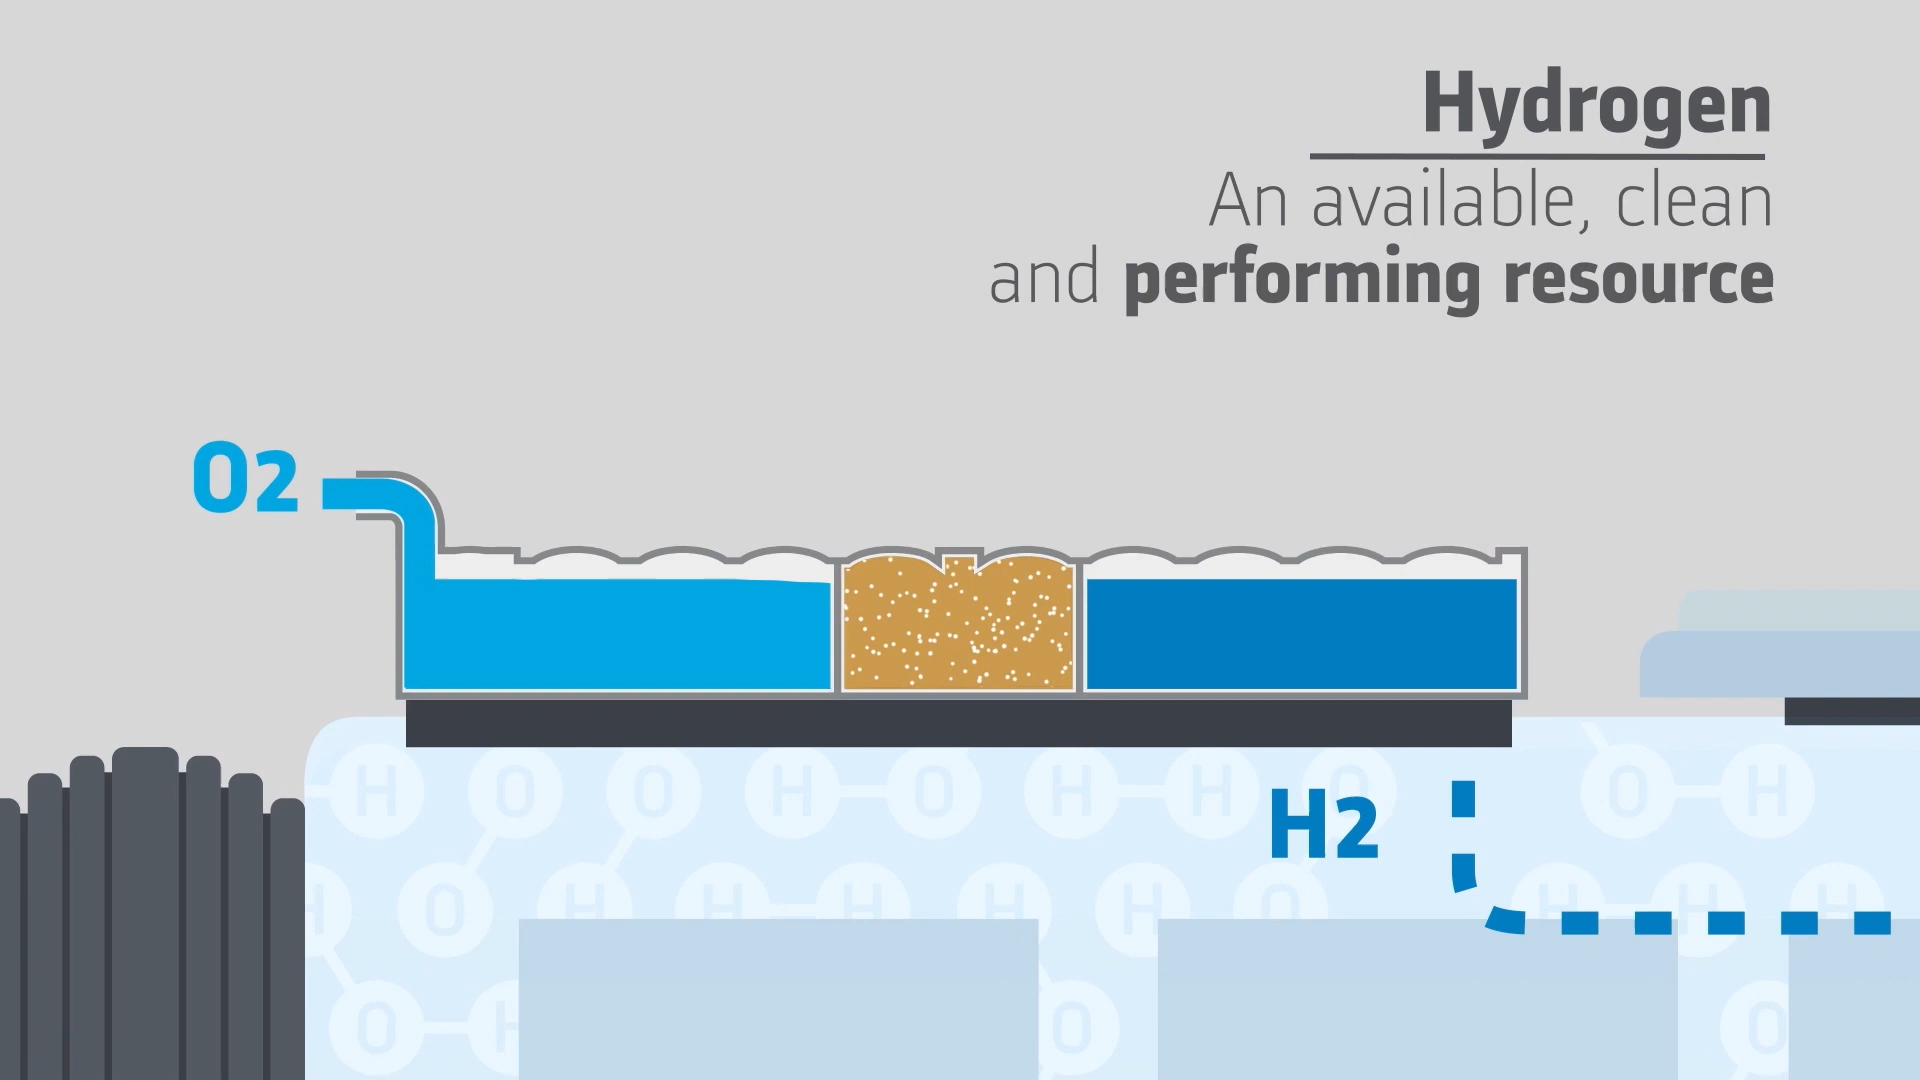 Hydrogen
An available, clean
and performing resource
O2
H2
H O O H O H H O O H
H O H H H H H O H H H
O H O O